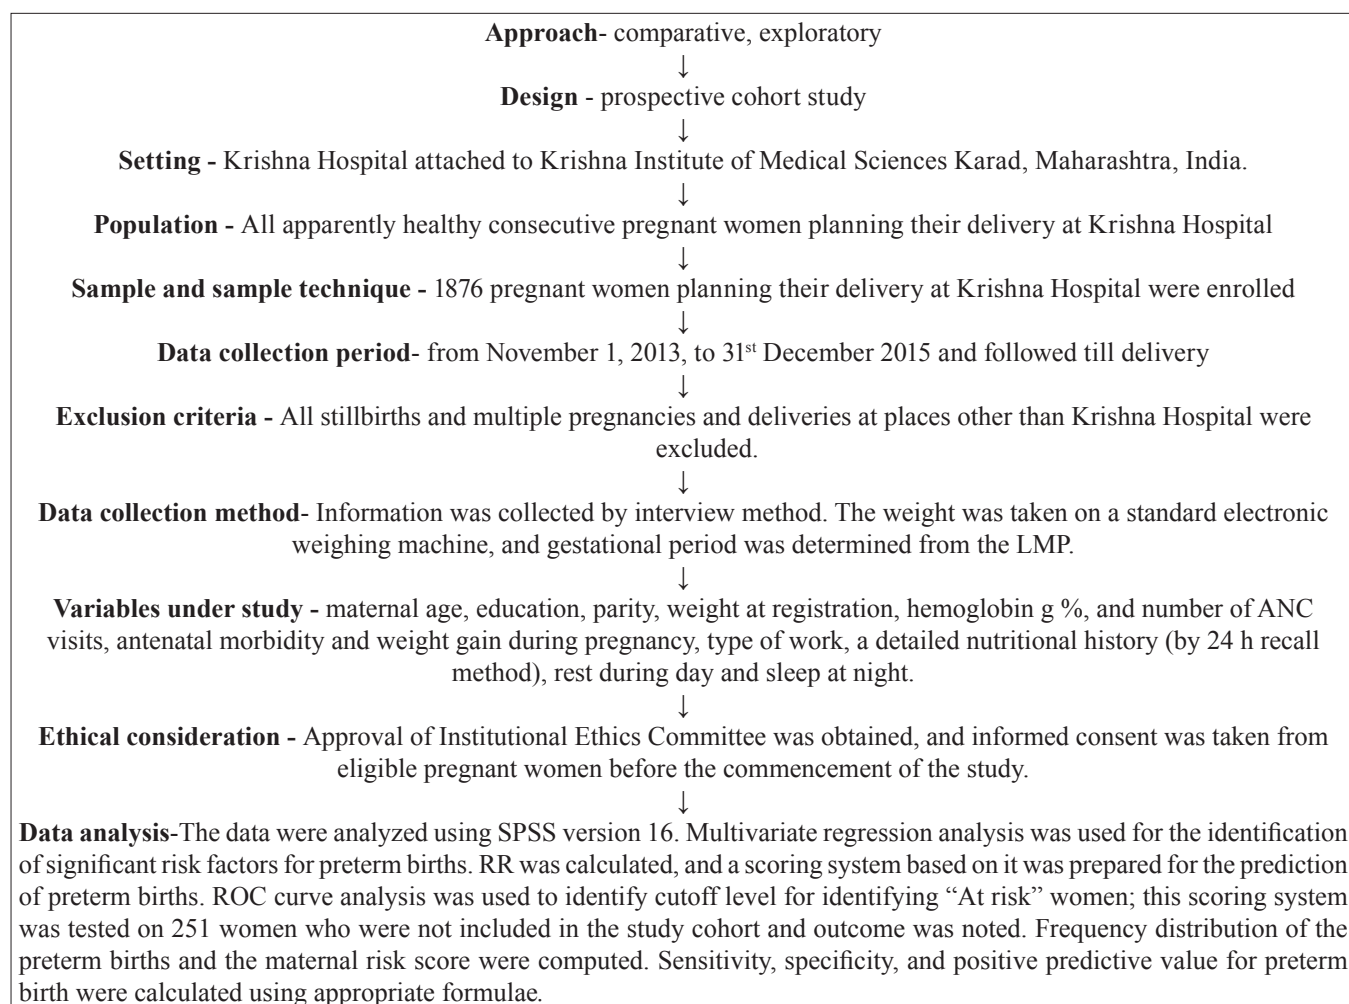 Approach- comparative, exploratory
↓
Design - prospective cohort study
↓
Setting - Krishna Hospital attached to Krishna Institute of Medical Sciences Karad, Maharashtra, India.
↓
Population - All apparently healthy consecutive pregnant women planning their delivery at Krishna Hospital
↓
Sample and sample technique - 1876 pregnant women planning their delivery at Krishna Hospital were enrolled
↓
Data collection period- from November 1, 2013, to 31st December 2015 and followed till delivery
↓
Exclusion criteria - All stillbirths and multiple pregnancies and deliveries at places other than Krishna Hospital were
excluded.
↓
Data collection method- Information was collected by interview method. The weight was taken on a standard electronic
weighing machine, and gestational period was determined from the LMP.
↓
Variables under study - maternal age, education, parity, weight at registration, hemoglobin g %, and number of ANC
visits, antenatal morbidity and weight gain during pregnancy, type of work, a detailed nutritional history (by 24 h recall
method), rest during day and sleep at night.
↓
Ethical consideration - Approval of Institutional Ethics Committee was obtained, and informed consent was taken from
eligible pregnant women before the commencement of the study.
↓
Data analysis-The data were analyzed using SPSS version 16. Multivariate regression analysis was used for the identification
of significant risk factors for preterm births. RR was calculated, and a scoring system based on it was prepared for the prediction
of preterm births. ROC curve analysis was used to identify cutoff level for identifying “At risk” women; this scoring system
was tested on 251 women who were not included in the study cohort and outcome was noted. Frequency distribution of the
preterm births and the maternal risk score were computed. Sensitivity, specificity, and positive predictive value for preterm
birth were calculated using appropriate formulae.